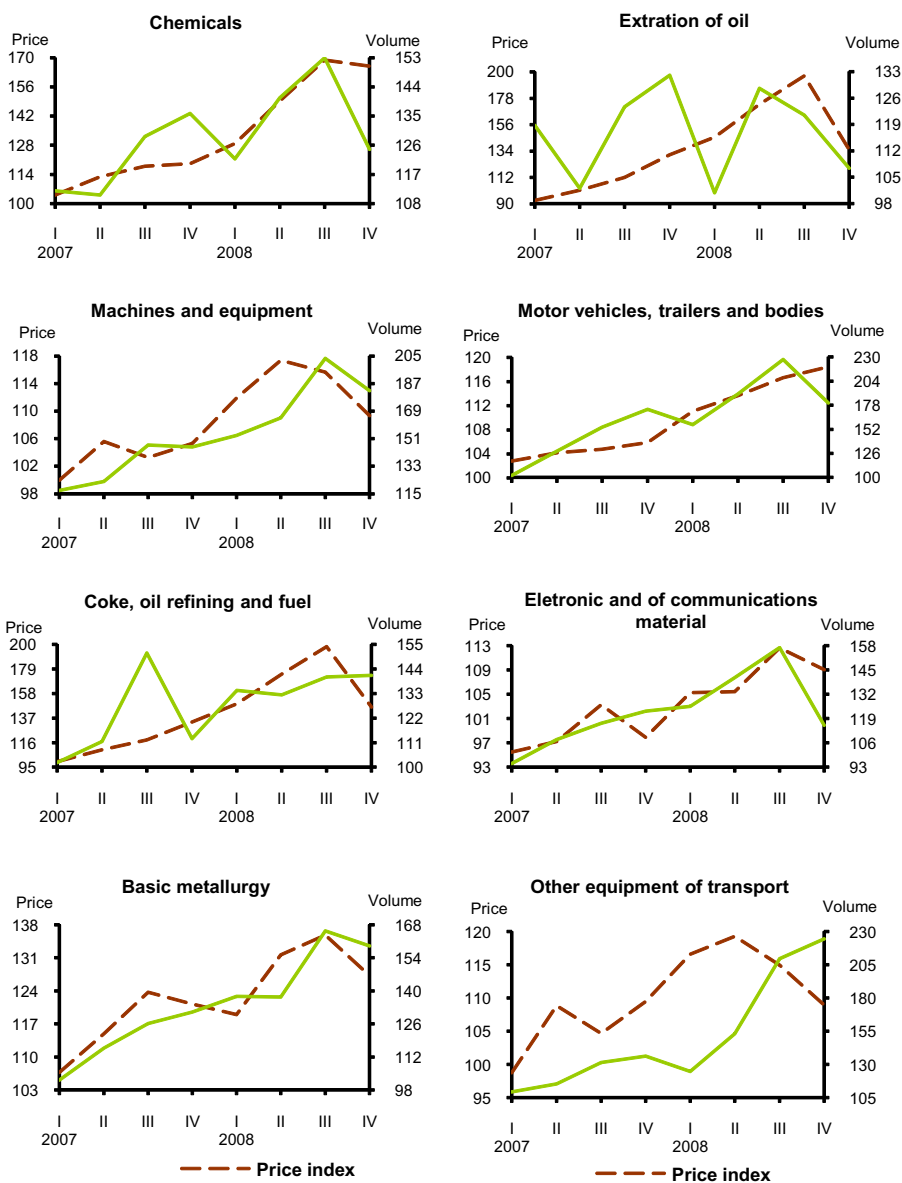 Chemicals
Price
Volume
170
156
142
128
114
100
153
144
135
126
117
108
I II III IV I II III IV
2007 2008
Extration of oil
Price
Volume
200
178
156
134
112
90
133
126
119
112
105
98
I II III IV I II III IV
2007 2008
Machines and equipment
Price
Volume
118
114
110
106
102
98
205
187
169
151
133
115
I II III IV I II III IV
2007 2008
Motor vehicles, trailers and bodies
Price
Volume
120
116
112
108
104
100
230
204
178
152
126
100
I II III IV I II III IV
2007 2008
Coke, oil refining and fuel
Price
Volume
200
179
158
137
116
95
155
144
133
122
111
100
I II III IV I II III IV
2007 2008
Eletronic and of communications
material
Price
Volume
113
109
105
101
97
93
158
145
132
119
106
93
I II III IV I II III IV
2007 2008
Basic metallurgy
Price
Volume
138
131
124
117
110
103
168
154
140
126
112
98
I II III IV I II III IV
2007 2008
Price index
Other equipment of transport
Price
Volume
120
115
110
105
100
95
230
205
180
155
130
105
I II III IV I II III IV
2007 2008
Price index